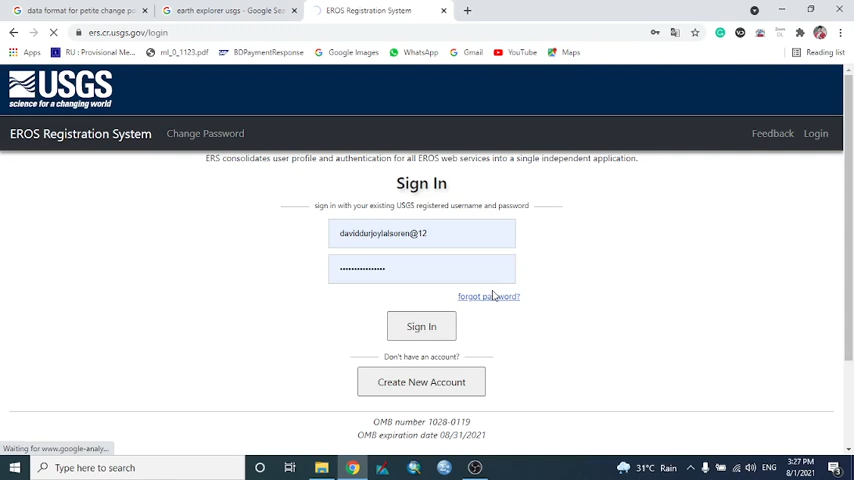 data format for petite change po
earth explorer usgs - Google Sea
EROS Registration System
ers.cr.usgs.gov/login
Apps
RU : Provisional Me...
ml_0_1123.pdf
BDPaymentResponse
Google Images
WhatsApp
Gmail
YouTube
Maps
Reading list
USGS
science for a changing world
EROS Registration System
Change Password
Feedback
Login
ERS consolidates user profile and authentication for all EROS web services into a single independent application.
Sign In
sign in with your existing USGS registered username and password
daviddurjoylalsoren@12
••••••••••••••••
forgot password?
Sign In
Don't have an account?
Create New Account
OMB number 1028-0119
OMB expiration date 08/31/2021
Waiting for www.google-analy...
Type here to search
31°C Rain
ENG
3:27 PM
8/1/2021
3